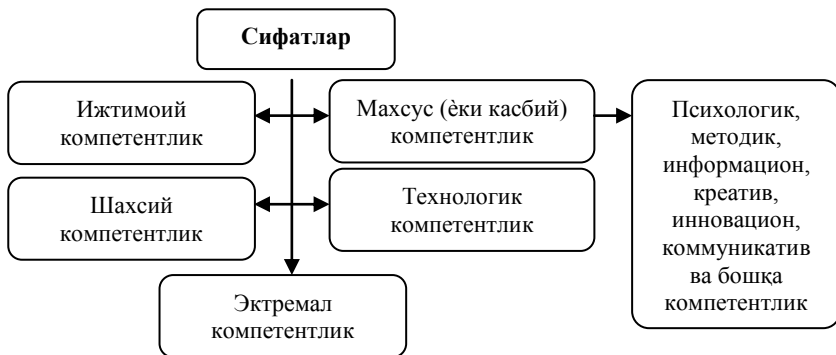 Сифатлар
Ижтимоий
компетентлик
Махсус (ѐки касбий)
компетентлик
Психологик,
методик,
информацион,
креатив,
инновацион,
коммуникатив
ва бошқа
компетентлик
Шахсий
компетентлик
Технологик
компетентлик
Эктремал
компетентлик